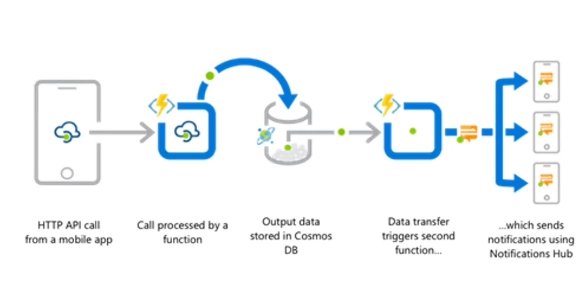 HTTP API call
from a mobile app
Call processed by a
function
Output data
stored in Cosmos
DB
Data transfer
triggers second
function...
...which sends
notifications using
Notifications Hub